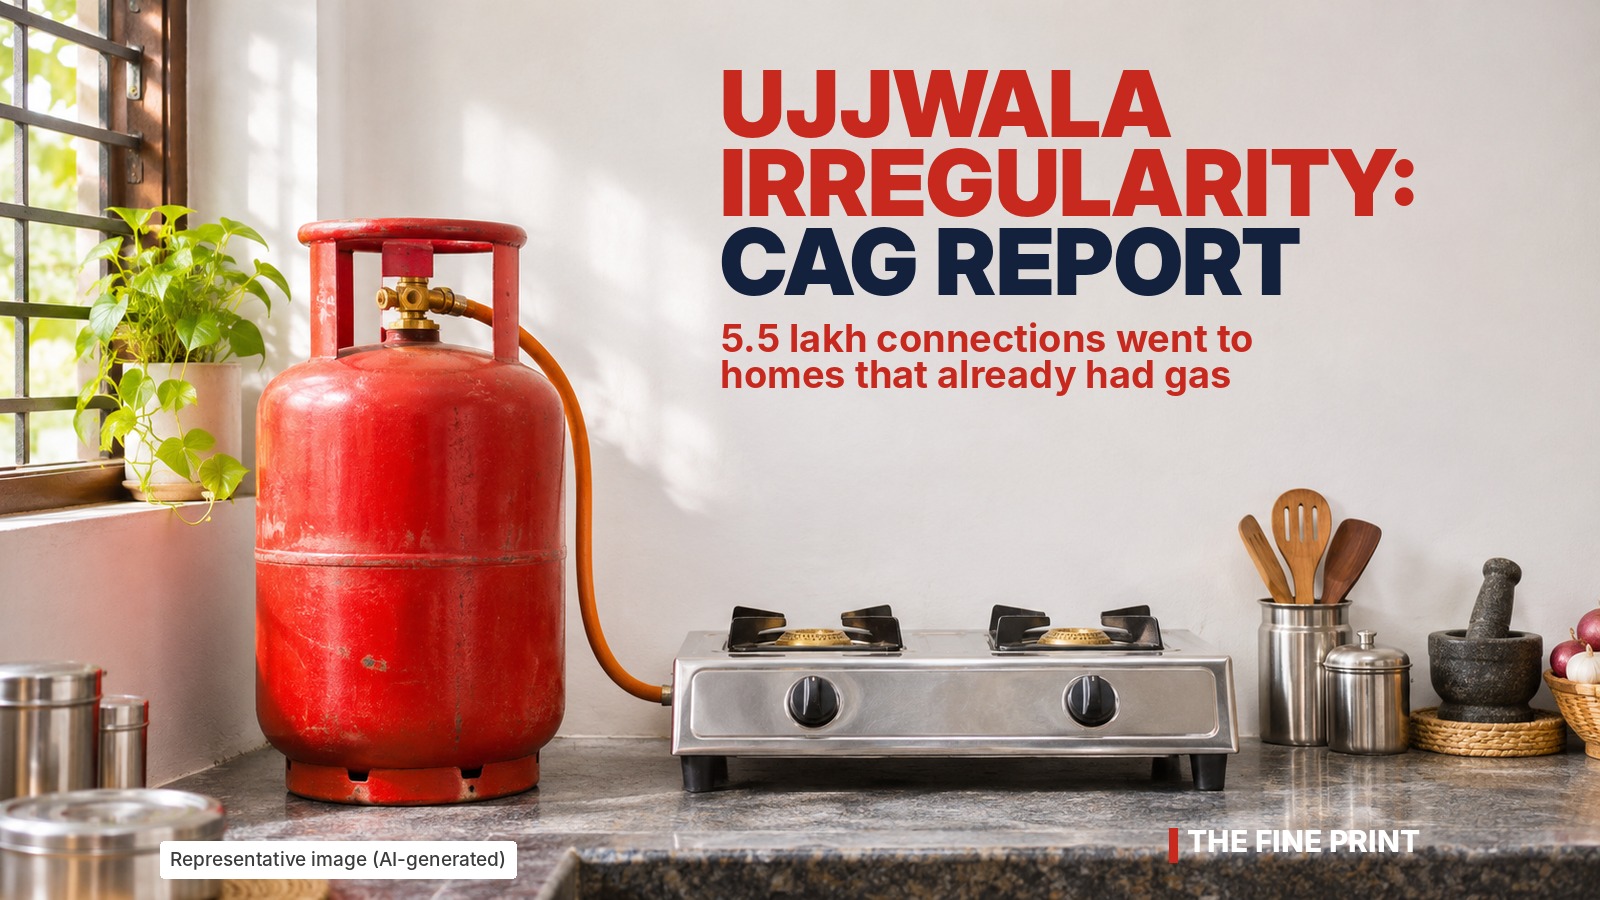 UJJWALA
IRREGULARITY:
CAG REPORT
5.5 lakh connections went to
homes that already had gas
THE FINE PRINT
Representative image (AI-generated)